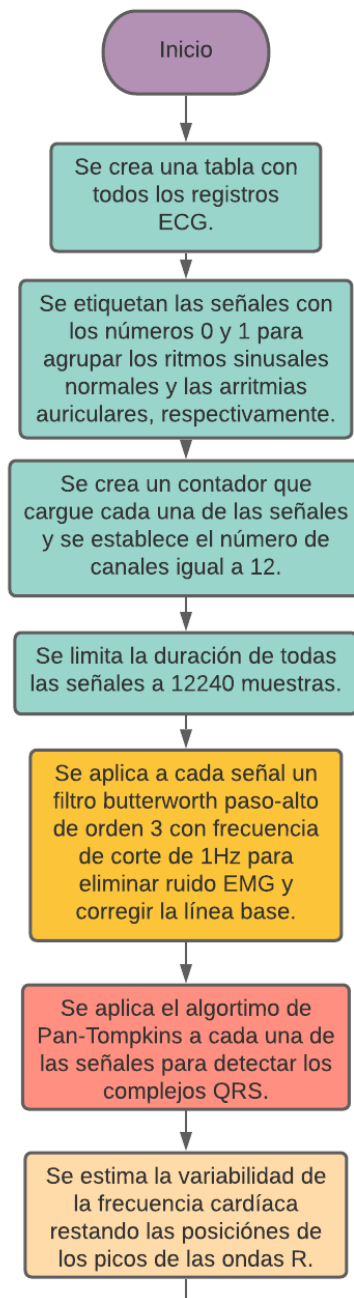 Inicio
Se crea una tabla con
todos los registros
ECG.
Se etiquetan las señales con
los números 0 y 1 para
agrupar los ritmos sinusales
normales y las arritmias
auriculares, respectivamente.
Se crea un contador que
cargue cada una de las señales
y se establece el número de
canales igual a 12.
Se limita la duración de todas
las señales a 12240 muestras.
Se aplica a cada señal un
filtro butterworth paso-alto
de orden 3 con frecuencia
de corte de 1Hz para
eliminar ruido EMG y
corregir la línea base.
Se aplica el algortimo de
Pan-Tompkins a cada una de
las señales para detectar los
complejos QRS.
Se estima la variabilidad de
la frecuencia cardíaca
restando las posiciónes de
los picos de las ondas R.